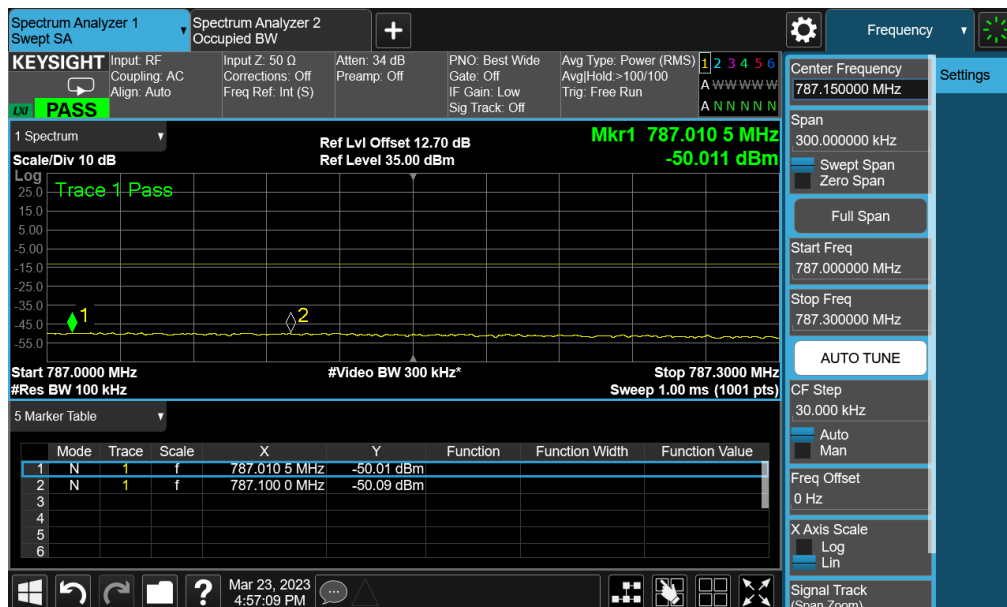 Spectrum Analyzer 1
Swept SA
Spectrum Analyzer 2
Occupied BW
Frequency
KEYSIGHT
Input: RF
Coupling: AC
Align: Auto
Input Z: 50 Ω
Corrections: Off
Freq Ref: Int (S)
Atten: 34 dB
Preamp: Off
PNO: Best Wide
Gate: Off
IF Gain: Low
Sig Track: Off
Avg Type: Power (RMS)
Avg|Hold:>100/100
Trig: Free Run
1 2 3 4 5 6
A W W W W W
A N N N N N
LXI
PASS
1 Spectrum
Scale/Div 10 dB
Ref Lvl Offset 12.70 dB
Ref Level 35.00 dBm
Mkr1 787.010 5 MHz
-50.011 dBm
Log
Trace 1 Pass
25.0
15.0
5.00
-5.00
-15.0
-25.0
-35.0
-45.0
-55.0
1
2
Start 787.0000 MHz
#Video BW 300 kHz*
Stop 787.3000 MHz
#Res BW 100 kHz
Sweep 1.00 ms (1001 pts)
5 Marker Table
Mode Trace Scale X Y Function Function Width Function Value
1 N 1 f 787.010 5 MHz -50.01 dBm
2 N 1 f 787.100 0 MHz -50.09 dBm
3
4
5
6
?
Mar 23, 2023
4:57:09 PM
Center Frequency
787.150000 MHz
Settings
Span
300.000000 kHz
Swept Span
Zero Span
Full Span
Start Freq
787.000000 MHz
Stop Freq
787.300000 MHz
AUTO TUNE
CF Step
30.000 kHz
Auto
Man
Freq Offset
0 Hz
X Axis Scale
Log
Lin
Signal Track
(Span Zoom)